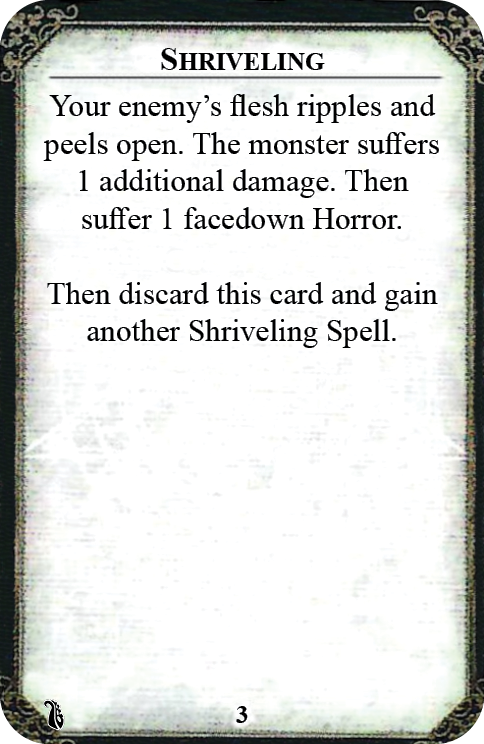 SHRIVELING
Your enemy's flesh ripples and
peels open. The monster suffers
1 additional damage. Then
suffer 1 facedown Horror.
Then discard this card and gain
another Shriveling Spell.
3